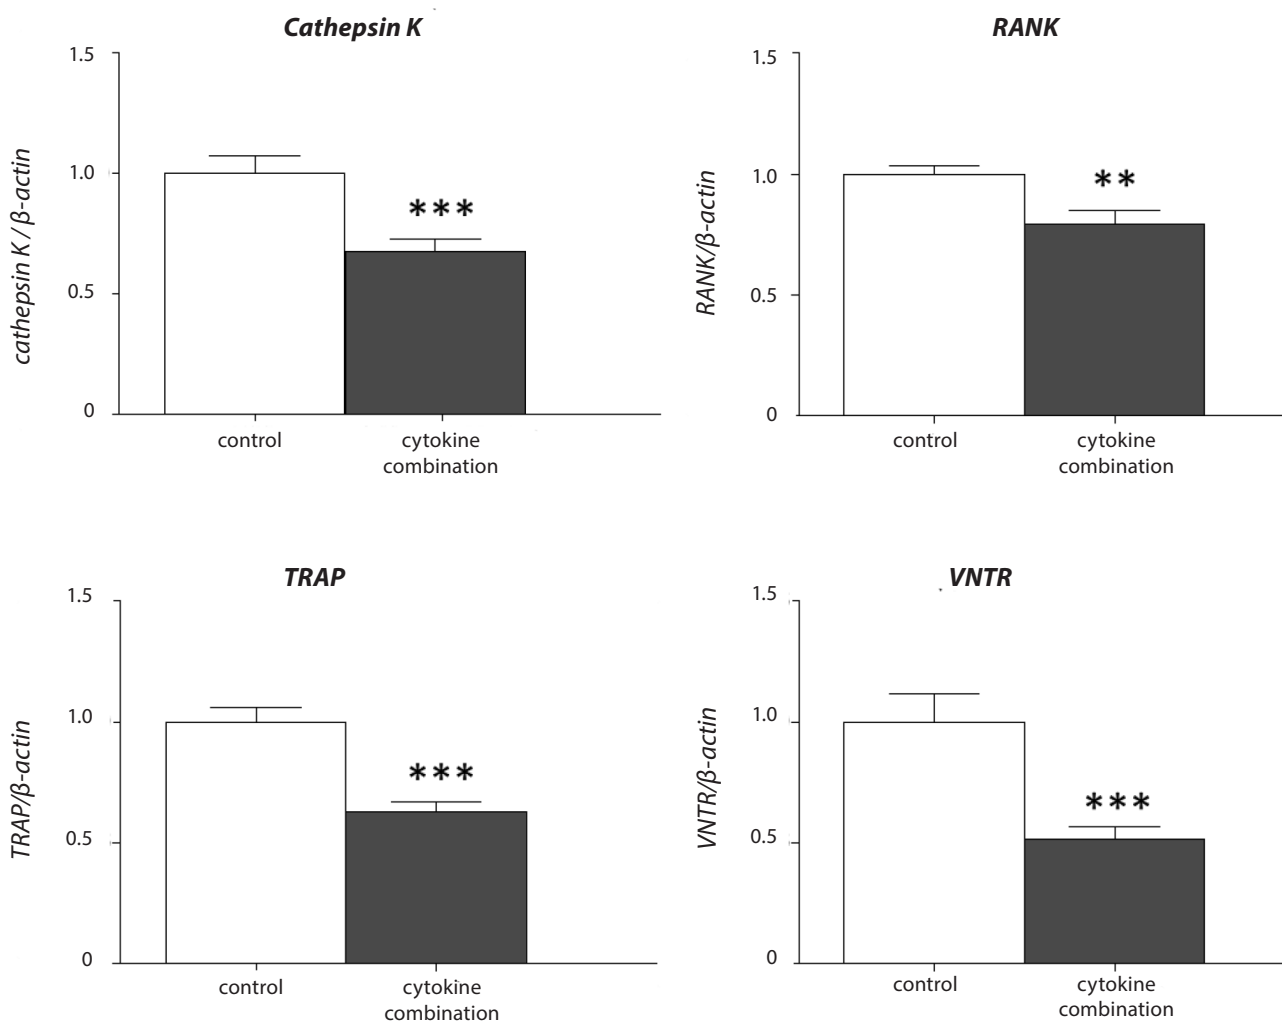 Cathepsin K
cathepsin K / β-actin
1.5
1.0
0.5
0
***
control
cytokine
combination
RANK
RANK/β-actin
1.5
1.0
0.5
0
**
control
cytokine
combination
TRAP
TRAP/β-actin
1.5
1.0
0.5
0
***
control
cytokine
combination
VNTR
VNTR/β-actin
1.5
1.0
0.5
0
***
control
cytokine
combination